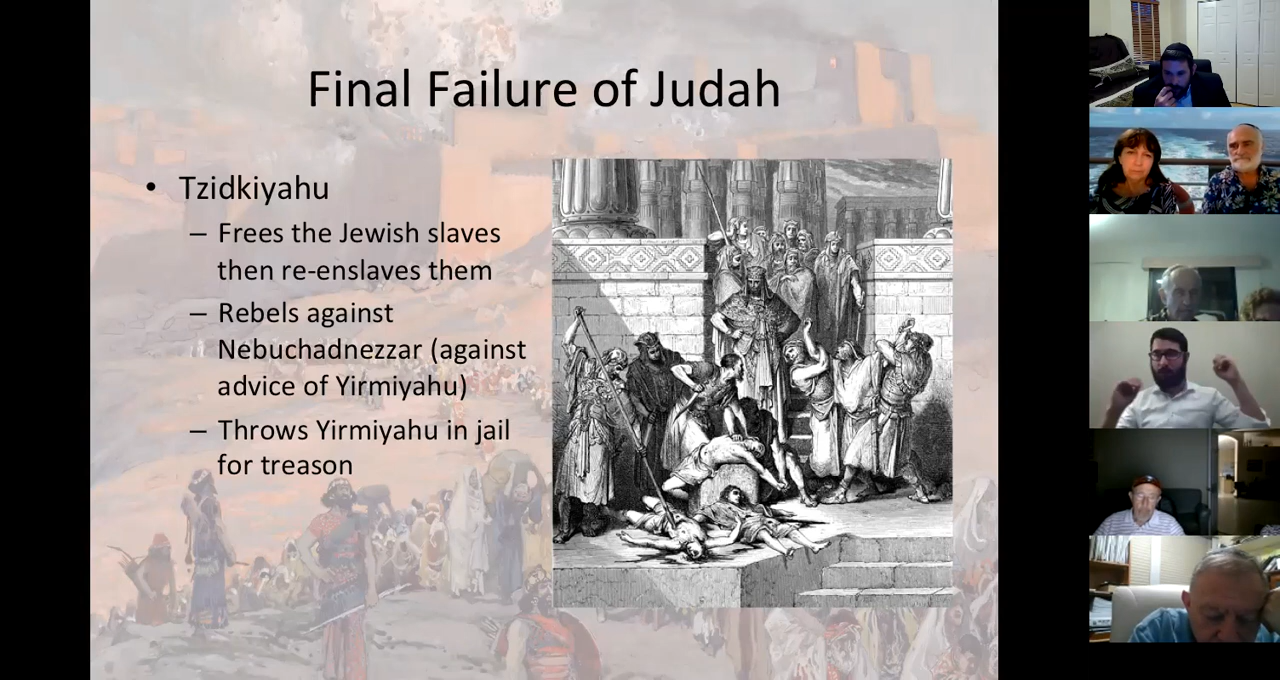 Final Failure of Judah
• Tzidkiyahu
– Frees the Jewish slaves
then re-enslaves them
– Rebels against
Nebuchadnezzar (against
advice of Yirmiyahu)
– Throws Yirmiyahu in jail
for treason